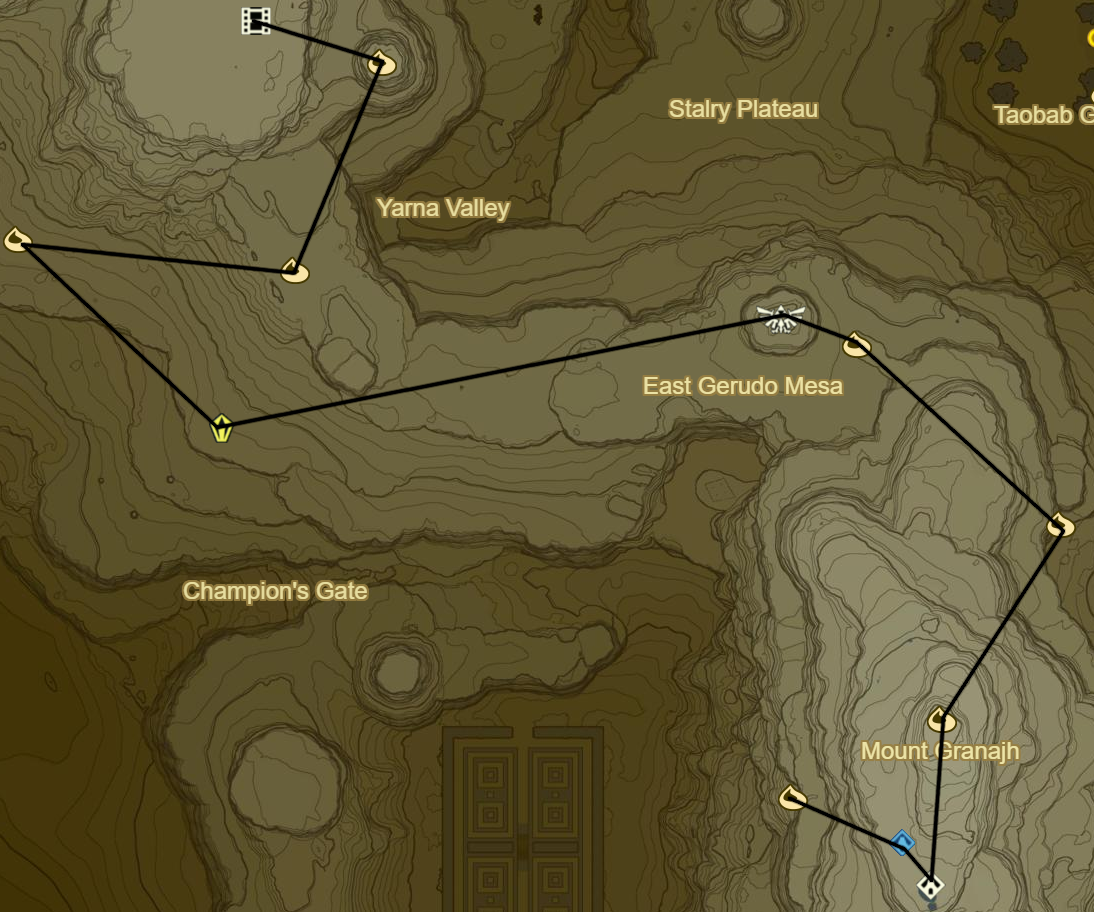 Stalry Plateau
Taobab G
Yarna Valley
East Gerudo Mesa
Champion's Gate
Mount Granajh